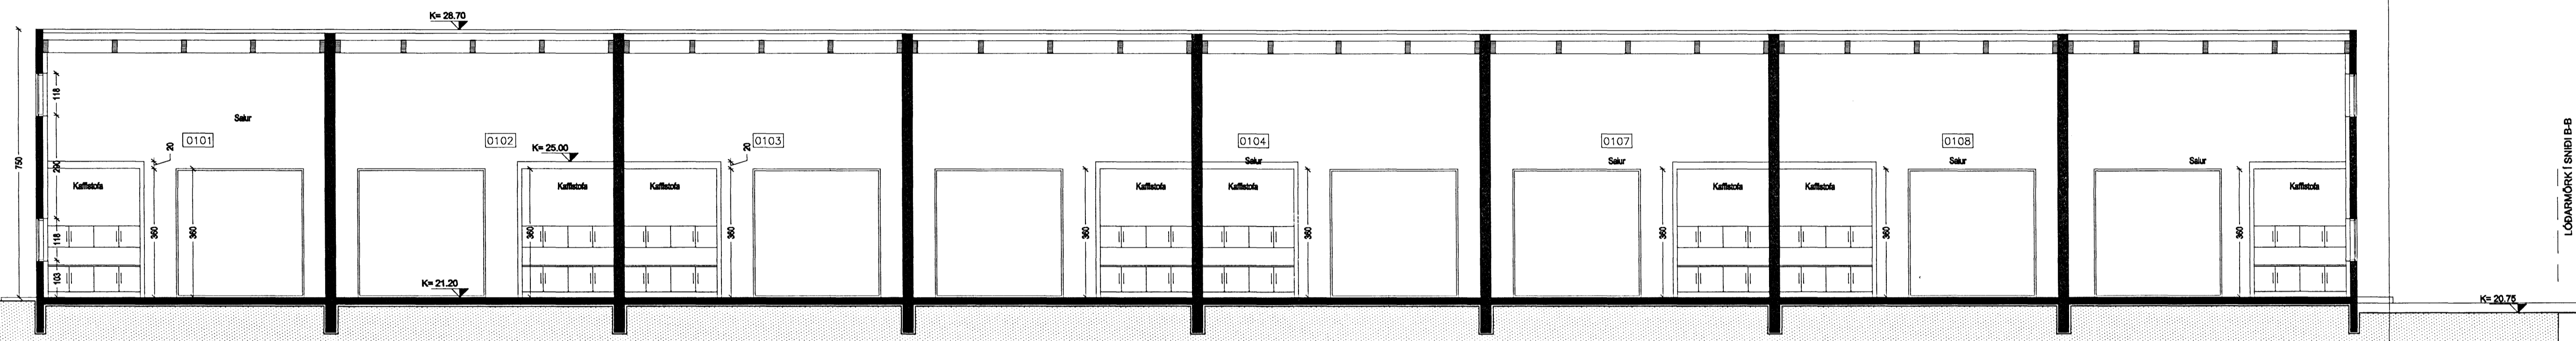 K= 28.70
750
118
290
118
103
Salur
0101
20
Kaffistofa
360
360
0102
K= 25.00
360
Kaffistofa
K= 21.20
Kaffistofa
20
360
0103
360
Kaffistofa
0104
Salur
Kaffistofa
360
0107
Salur
360
Kaffistofa
Kaffistofa
360
0108
Salur
Salur
360
Kaffistofa
K= 20.75
LÓÐARMÖRK Í SNIÐI B-B